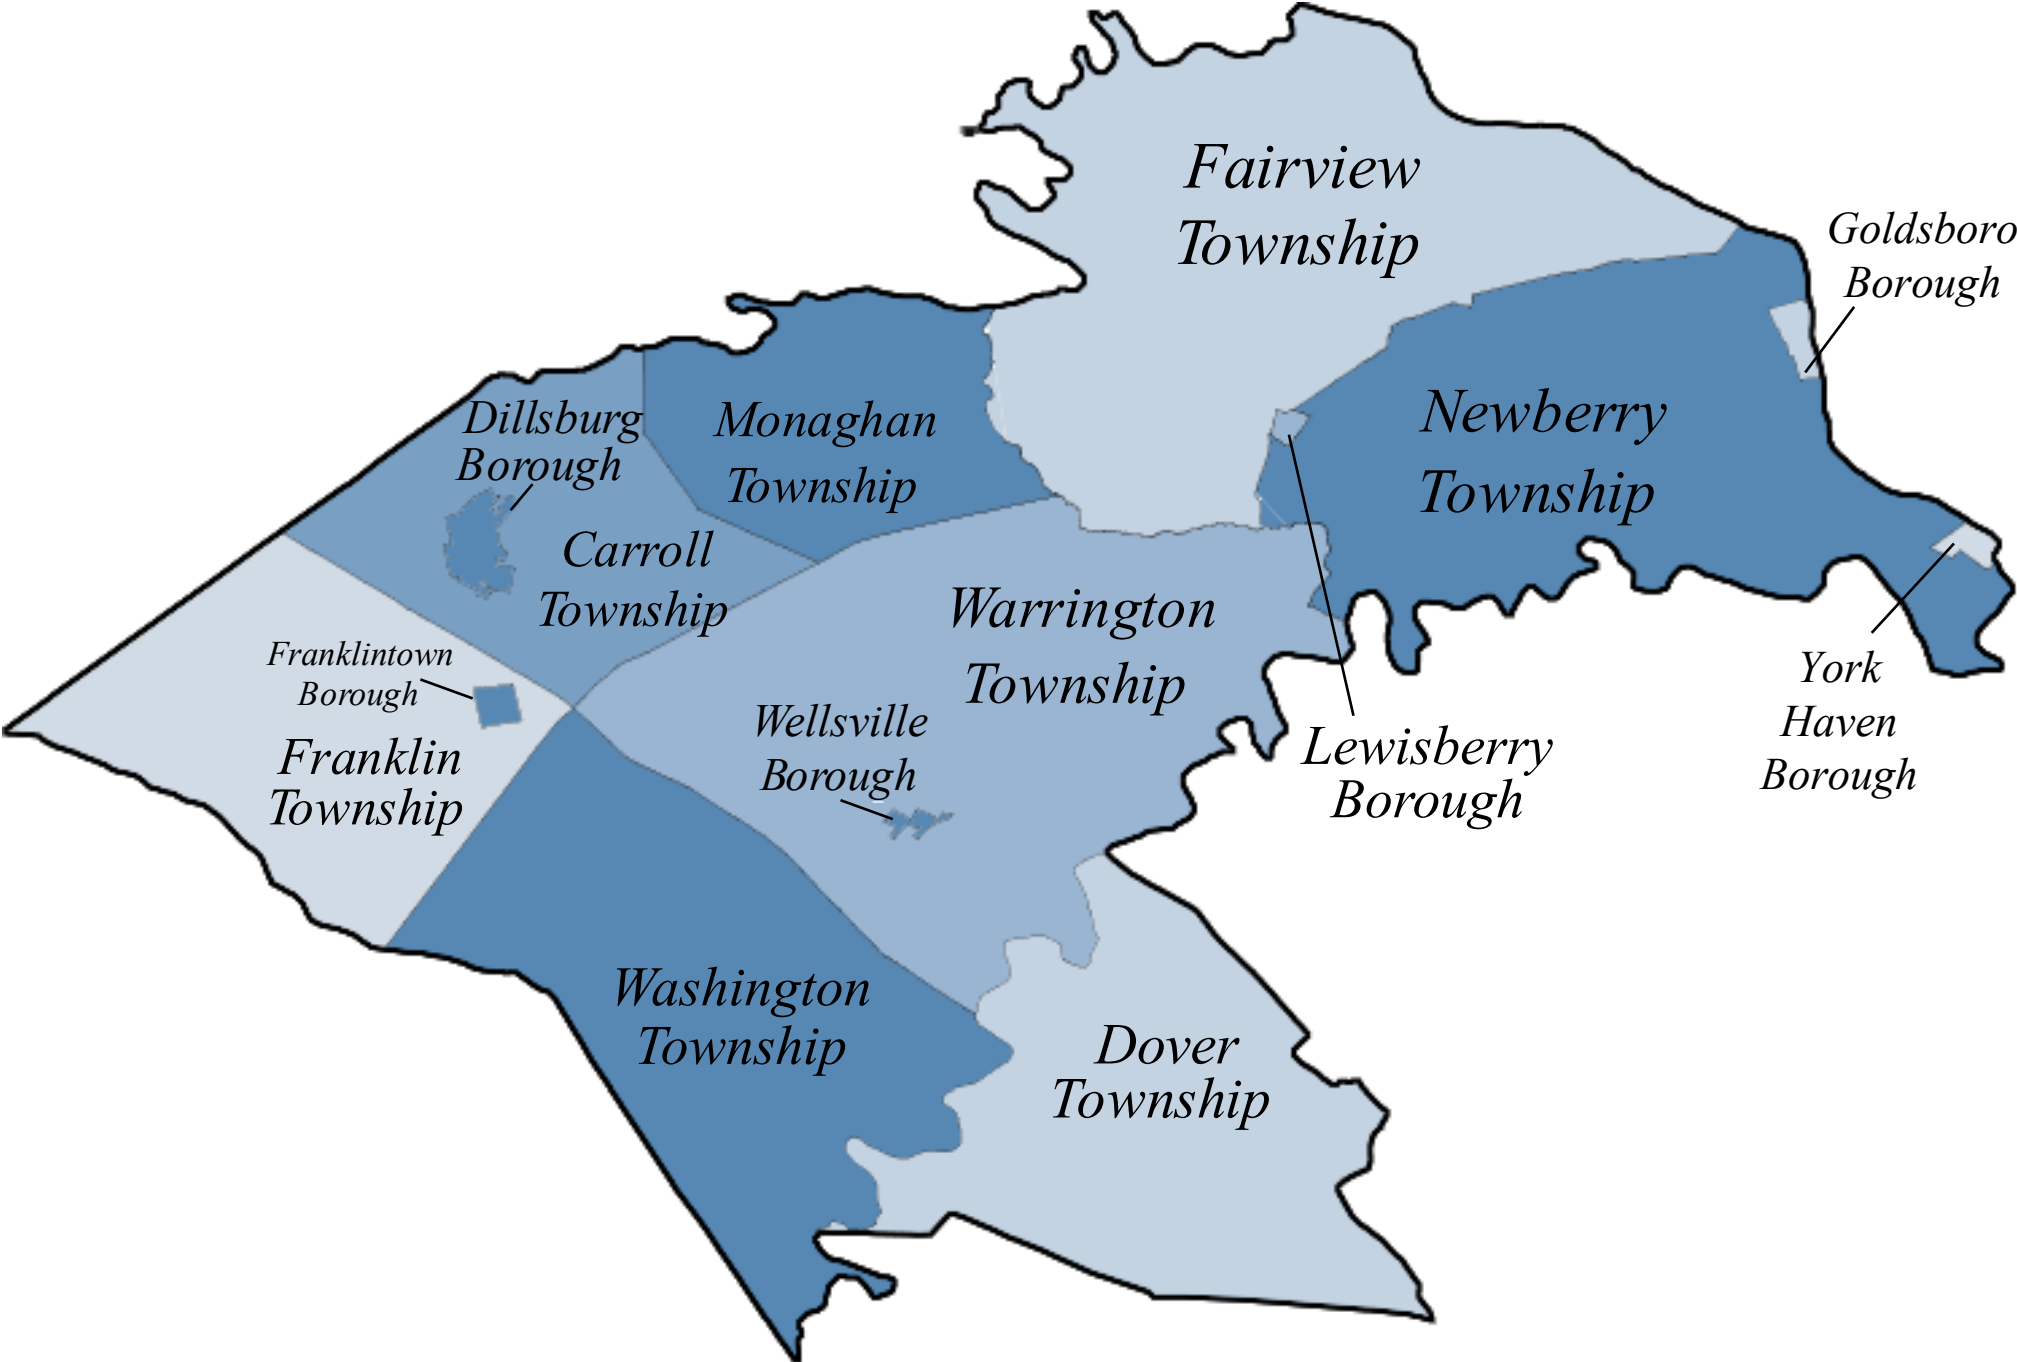 Fairview
Township
Goldsboro
Borough
Newberry
Township
Dillsburg
Borough
Monaghan
Township
Carroll
Township
Warrington
Township
Franklintown
Borough
Franklin
Township
Wellsville
Borough
Lewisberry
Borough
York
Haven
Borough
Washington
Township
Dover
Township